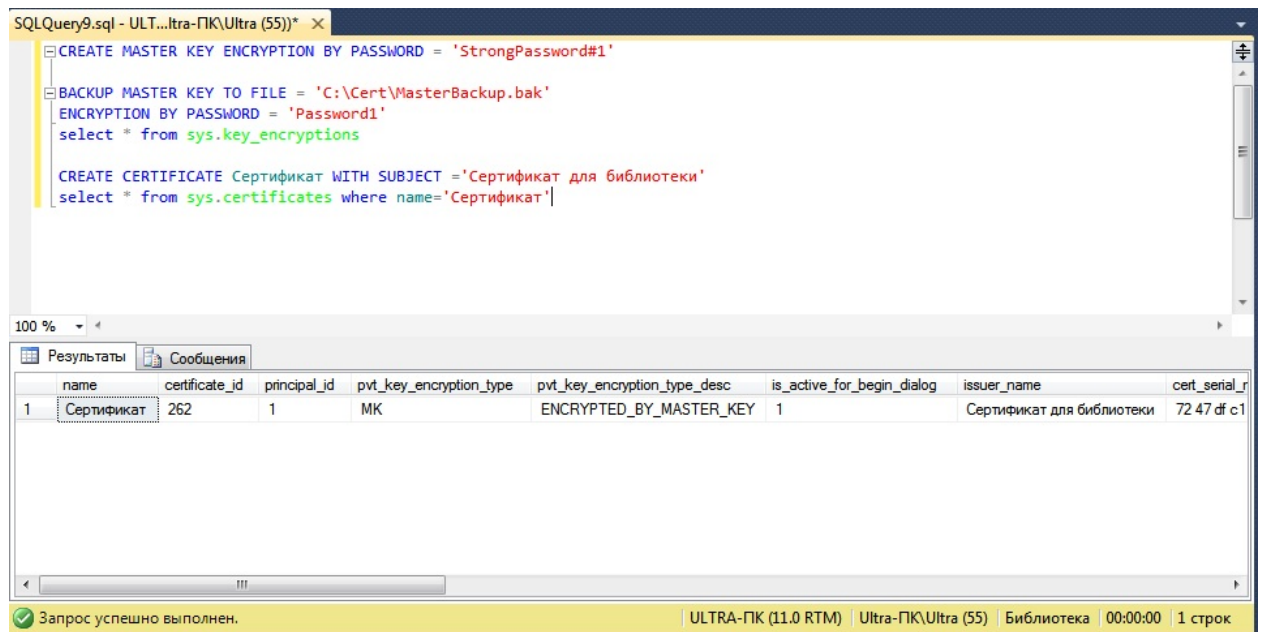 SQLQuery9.sql - ULT...ltra-ПК\Ultra (55))*
CREATE MASTER KEY ENCRYPTION BY PASSWORD = 'StrongPassword#1'
BACKUP MASTER KEY TO FILE = 'C:\Cert\MasterBackup.bak'
ENCRYPTION BY PASSWORD = 'Password1'
select * from sys.key_encryptions
CREATE CERTIFICATE Сертификат WITH SUBJECT ='Сертификат для библиотеки'
select * from sys.certificates where name='Сертификат'
100 %
Результаты Сообщения
name certificate_id principal_id pvt_key_encryption_type pvt_key_encryption_type_desc is_active_for_begin_dialog issuer_name cert_serial_r
1 Сертификат 262 1 MK ENCRYPTED_BY_MASTER_KEY 1 Сертификат для библиотеки 72 47 df c1
Запрос успешно выполнен. ULTRA-ПК (11.0 RTM) Ultra-ПК\Ultra (55) Библиотека 00:00:00 1 строк